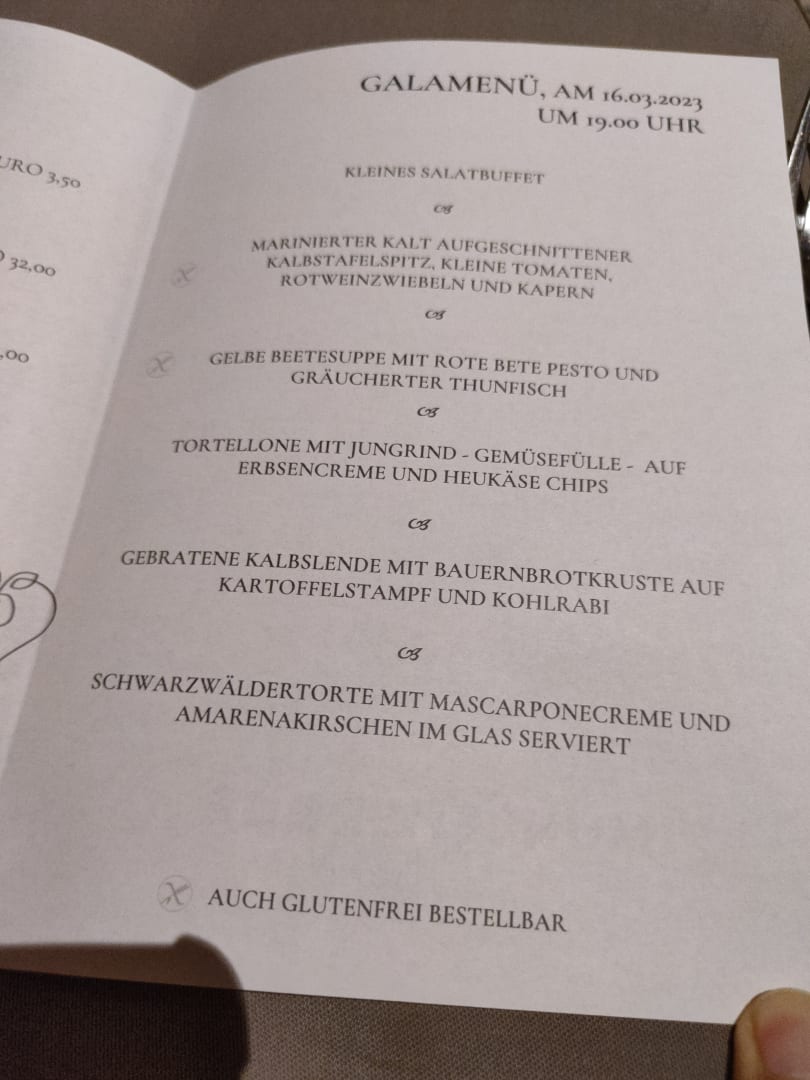 URO 3,50
32,00
,00
GALAMENÜ, AM 16.03.2023
UM 19.00 UHR
KLEINES SALATBUFFET
MARINIERTER KALT AUFGESCHNITTENER
KALBSTAFELSPITZ, KLEINE TOMATEN,
ROTWEINZWIEBELN UND KAPERN
GELBE BEETESUPPE MIT ROTE BETE PESTO UND
GRÄUCHERTER THUNFISCH
TORTELLONE MIT JUNGRIND - GEMÜSEFÜLLE - AUF
ERBSENCREME UND HEUKÄSE CHIPS
GEBRATENE KALBSLENDE MIT BAUERNBROTKRUSTE AUF
KARTOFFELSTAMPF UND KOHLRABI
SCHWARZWÄLDERTORTE MIT MASCARPONECREME UND
AMARENAKIRSCHEN IM GLAS SERVIERT
AUCH GLUTENFREI BESTELLBAR